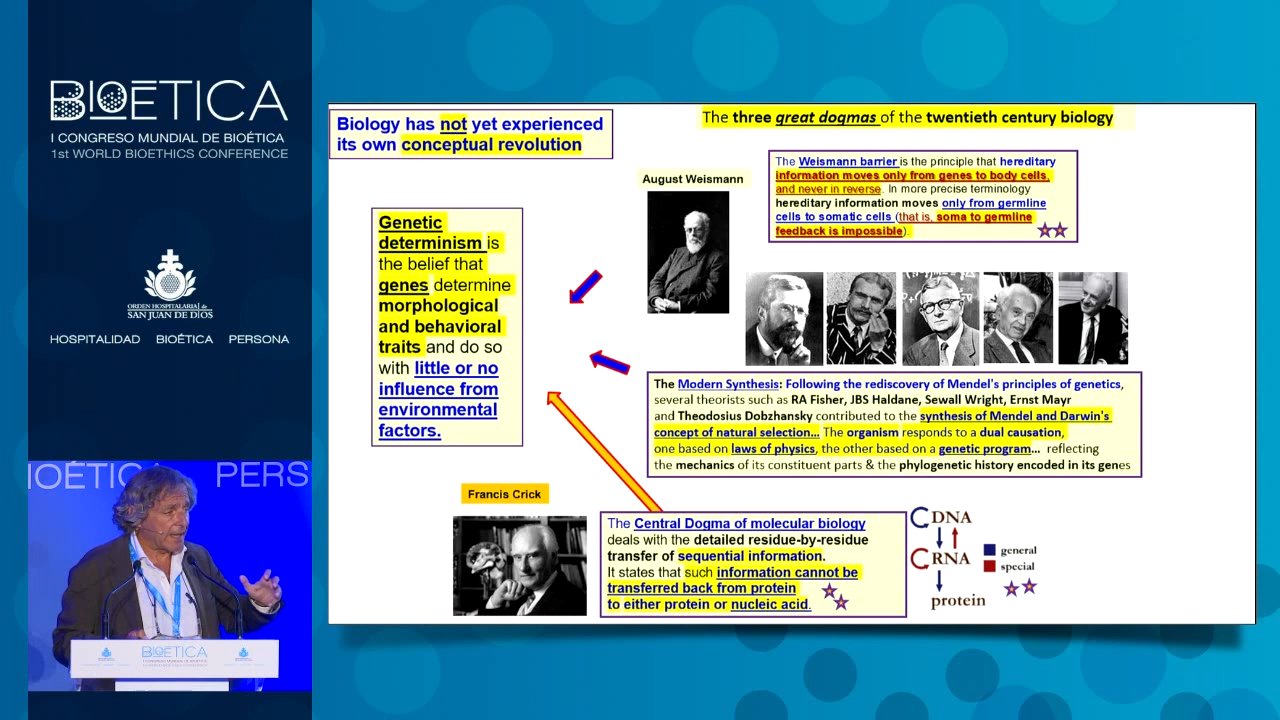 BIOĒTICA
I CONGRESO MUNDIAL DE BIOÉTICA
1st WORLD BIOETHICS CONFERENCE
ORDEN HOSPITALARIA de
SAN JUAN DE DIOS
HOSPITALIDAD BIOÉTICA PERSONA
Biology has not yet experienced
its own conceptual revolution
The three great dogmas of the twentieth century biology
Genetic
determinism is
the belief that
genes determine
morphological
and behavioral
traits and do so
with little or no
influence from
environmental
factors.
August Weismann
The Weismann barrier is the principle that hereditary
information moves only from genes to body cells,
and never in reverse. In more precise terminology
hereditary information moves only from germline
cells to somatic cells (that is, soma to germline
feedback is impossible).
The Modern Synthesis: Following the rediscovery of Mendel's principles of genetics,
several theorists such as RA Fisher, JBS Haldane, Sewall Wright, Ernst Mayr
and Theodosius Dobzhansky contributed to the synthesis of Mendel and Darwin's
concept of natural selection... The organism responds to a dual causation,
one based on laws of physics, the other based on a genetic program... reflecting
the mechanics of its constituent parts & the phylogenetic history encoded in its genes
Francis Crick
The Central Dogma of molecular biology
deals with the detailed residue-by-residue
transfer of sequential information.
It states that such information cannot be
transferred back from protein
to either protein or nucleic acid.
DNA
RNA
protein
general
special
IOÉTIC PERS
BIOĒTICA
I CONGRESO MUNDIAL DE BIOÉTICA